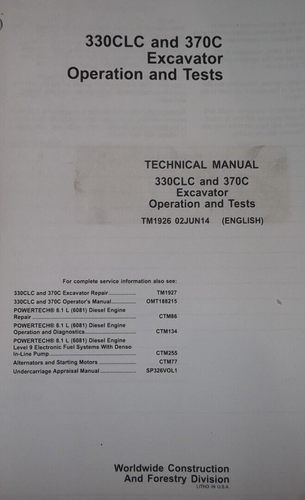 330CLC and 370C
Excavator
Operation and Tests
TECHNICAL MANUAL
330CLC and 370C
Excavator
Operation and Tests
TM1926 02JUN14 (ENGLISH)
For complete service information also see:
330CLC and 370C Excavator Repair .................... TM1927
330CLC and 370C Operator's Manual ............ OMT186215
POWERTECH® 8.1 L (6081) Diesel Engine
Repair ........................................................ CTM86
POWERTECH® 8.1 L (6081) Diesel Engine
Operation and Diagnostics ............................ CTM134
POWERTECH® 8.1 L (6081) Diesel Engine
Level 9 Electronic Fuel Systems With Denso
In-Line Pump .............................................. CTM255
Alternators and Starting Motors ....................... CTM77
Undercarriage Appraisal Manual ................ SP326VOL1
Worldwide Construction
And Forestry Division
LITHO IN U.S.A.